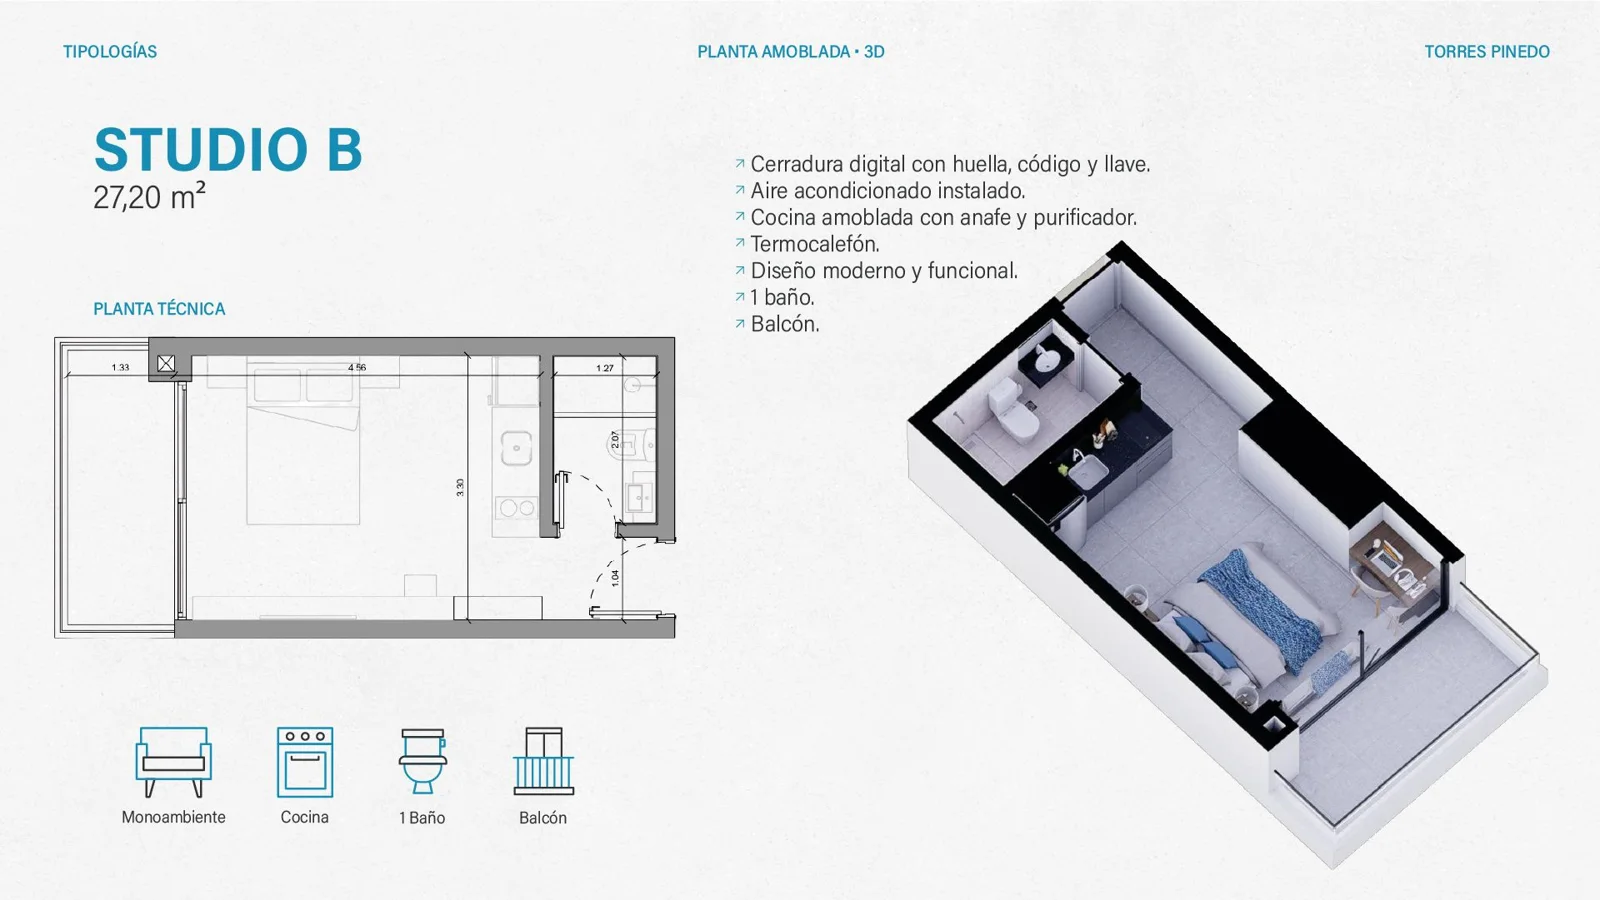 TIPOLOGÍAS
PLANTA AMOBLADA • 3D
TORRES PINEDO
STUDIO B
27,20 m²
Cerradura digital con huella, código y llave.
Aire acondicionado instalado.
Cocina amoblada con anafe y purificador.
Termocalefón.
Diseño moderno y funcional.
1 baño.
Balcón.
PLANTA TÉCNICA
1.33
4.56
1.27
2.07
3.30
1.04
Monoambiente
Cocina
1 Baño
Balcón